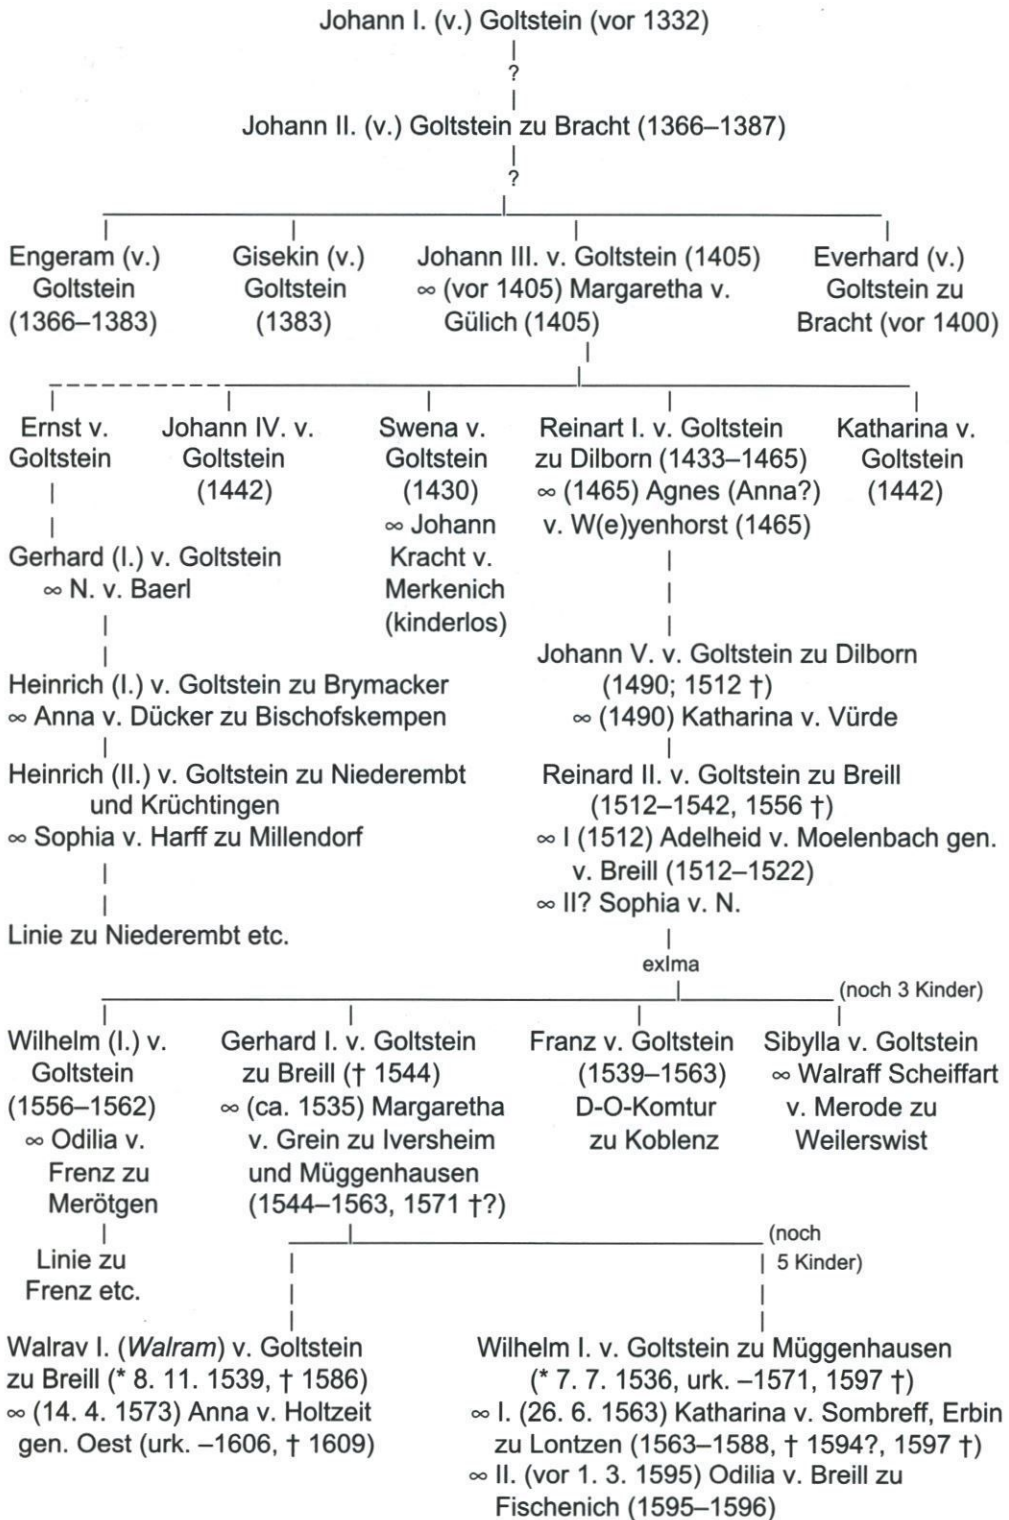 Johann I. (v.) Goltstein (vor 1332)
?
Johann II. (v.) Goltstein zu Bracht (1366–1387)
?
Engeram (v.)
Goltstein
(1366–1383)
Gisekin (v.)
Goltstein
(1383)
Johann III. v. Goltstein (1405)
∞ (vor 1405) Margaretha v.
Gülich (1405)
Everhard (v.)
Goltstein zu
Bracht (vor 1400)
Ernst v.
Goltstein
Johann IV. v.
Goltstein
(1442)
Swena v.
Goltstein
(1430)
∞ Johann
Kracht v.
Merkenich
(kinderlos)
Reinart I. v. Goltstein
zu Dilborn (1433–1465)
∞ (1465) Agnes (Anna?)
v. W(e)yenhorst (1465)
Katharina v.
Goltstein
(1442)
Gerhard (I.) v. Goltstein
∞ N. v. Baerl
Heinrich (I.) v. Goltstein zu Brymacker
∞ Anna v. Dücker zu Bischofskempen
Heinrich (II.) v. Goltstein zu Niederembt
und Krüchtingen
∞ Sophia v. Harff zu Millendorf
Linie zu Niederembt etc.
Johann V. v. Goltstein zu Dilborn
(1490; 1512 †)
∞ (1490) Katharina v. Vürde
Reinard II. v. Goltstein zu Breill
(1512–1542, 1556 †)
∞ I (1512) Adelheid v. Moelenbach gen.
v. Breill (1512–1522)
∞ II? Sophia v. N.
exIma
(noch 3 Kinder)
Wilhelm (I.) v.
Goltstein
(1556–1562)
∞ Odilia v.
Frenz zu
Merötgen
Linie zu
Frenz etc.
Gerhard I. v. Goltstein
zu Breill († 1544)
∞ (ca. 1535) Margaretha
v. Grein zu Iversheim
und Müggenhausen
(1544–1563, 1571 †?)
Franz v. Goltstein
(1539–1563)
D-O-Komtur
zu Koblenz
Sibylla v. Goltstein
∞ Walraff Scheiffart
v. Merode zu
Weilerswist
(noch
5 Kinder)
Walrav I. (Walram) v. Goltstein
zu Breill (* 8. 11. 1539, † 1586)
∞ (14. 4. 1573) Anna v. Holtzeit
gen. Oest (urk. –1606, † 1609)
Wilhelm I. v. Goltstein zu Müggenhausen
(* 7. 7. 1536, urk. –1571, 1597 †)
∞ I. (26. 6. 1563) Katharina v. Sombreff, Erbin
zu Lontzen (1563–1588, † 1594?, 1597 †)
∞ II. (vor 1. 3. 1595) Odilia v. Breill zu
Fischenich (1595–1596)